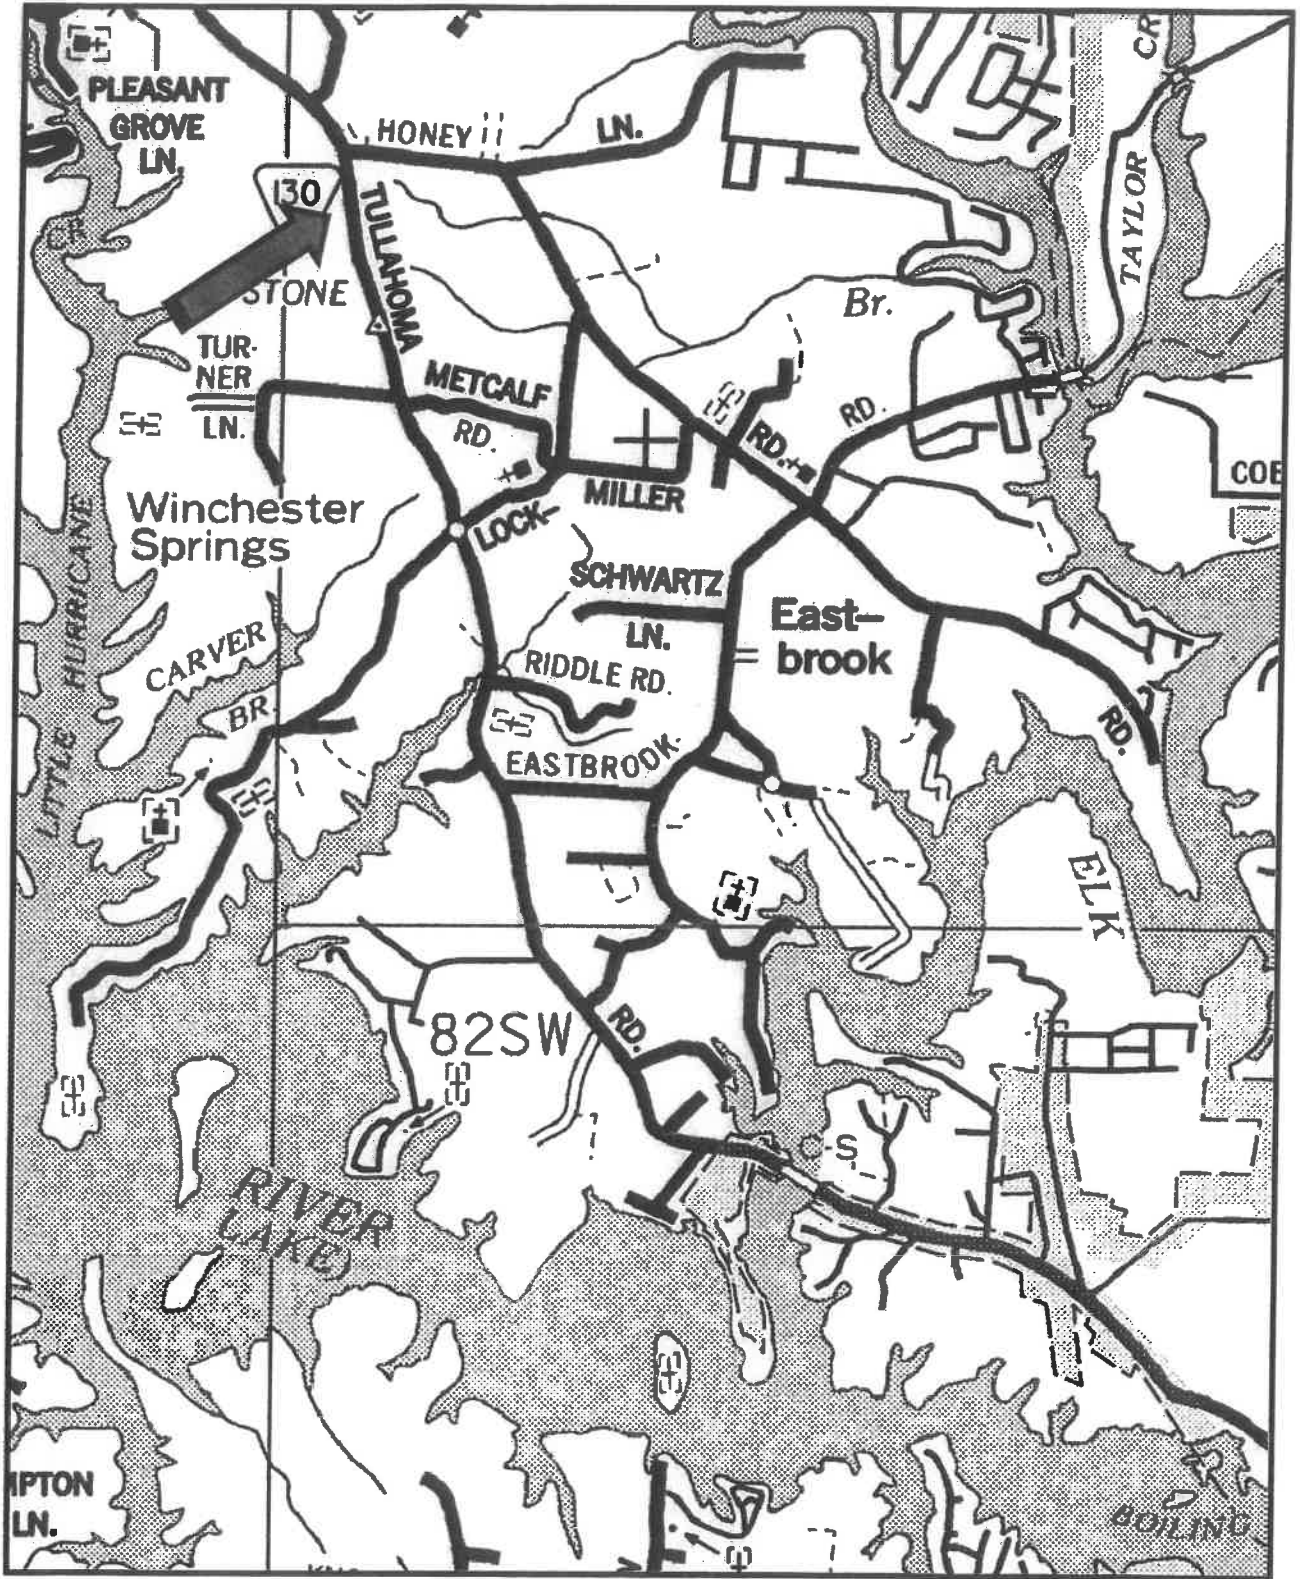 CR
PLEASANT
GROVE
LN.
HONEY
LN.
130
TULLAHOMA
TAYLOR
CR.
STONE
Br.
TUR-
NER
LN.
METCALF
RD.
RD.
RD.
MILLER
LOCK-
COE
Winchester
Springs
SCHWARTZ
LN.
East-
brook
LITTLE HURRICANE
CARVER
BR.
RIDDLE RD.
EASTBROOK
RD.
ELK
82SW
RD.
S
RIVER
LAKE
MPTON
LN.
BOILING